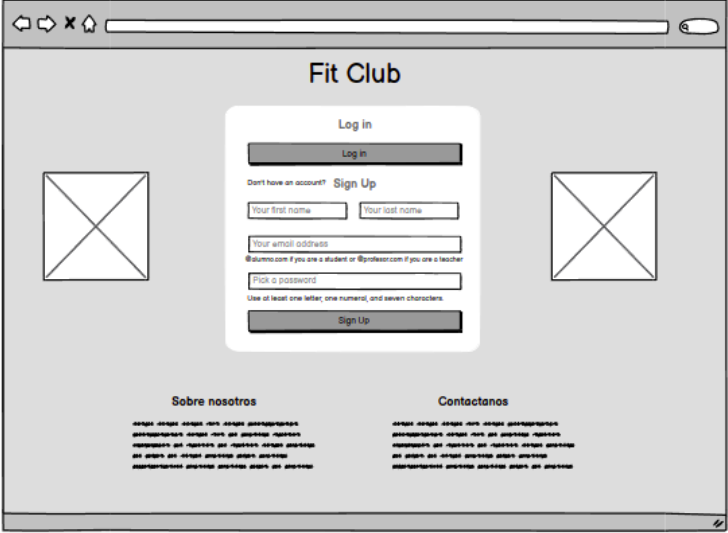 Fit Club
Log in
Log in
Don't have an account? Sign Up
Your first name Your last name
Your email address
@alumno.com if you are a student or @profesor.com if you are a teacher
Pick a password
Use at least one letter, one numeral, and seven characters.
Sign Up
Sobre nosotros
Contactanos